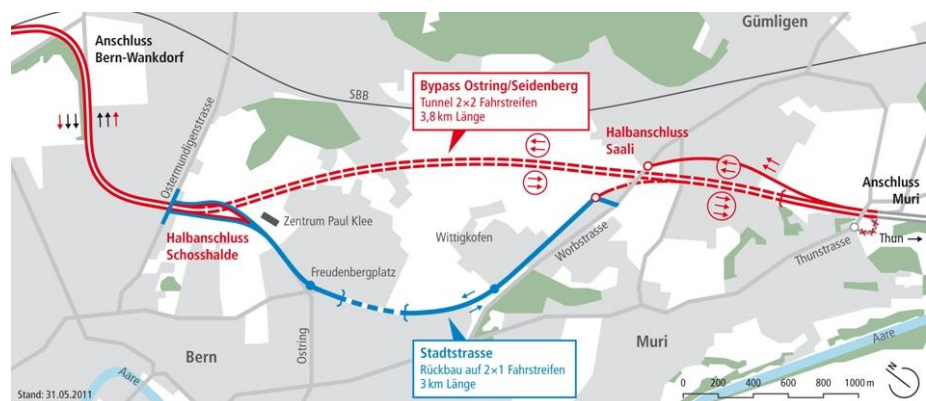 Gümligen
Anschluss
Bern-Wankdorf
SBB
Bypass Ostring/Seidenberg
Tunnel 2×2 Fahrstreifen
3,8 km Länge
Ostermundigenstrasse
Halbanschluss
Saali
Anschluss
Muri
Zentrum Paul Klee
Halbanschluss
Schosshalde
Wittigkofen
Worbstrasse
Thunstrasse
Thun
Freudenbergplatz
Ostring
Bern
Muri
Stadtstrasse
Rückbau auf 2×1 Fahrstreifen
3 km Länge
Aare
Aare
Stand: 31.05.2011
0 200 400 600 800 1000 m
N